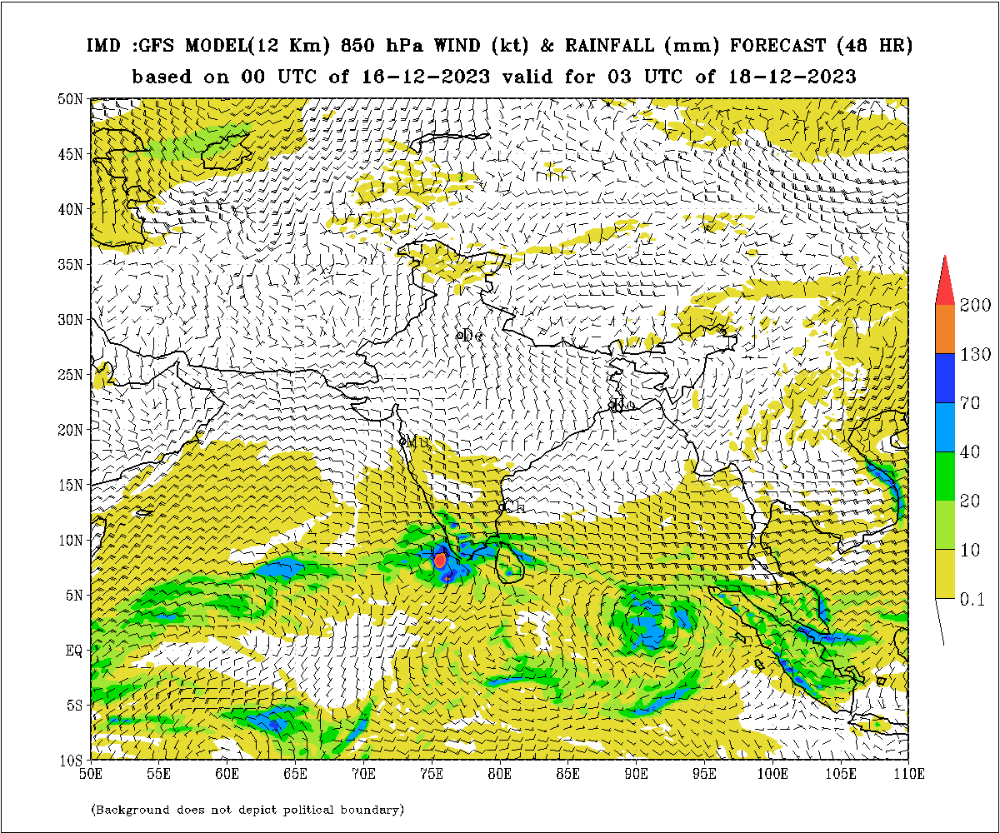 IMD :GFS MODEL(12 Km) 850 hPa WIND (kt) & RAINFALL (mm) FORECAST (48 HR)
based on 00 UTC of 16-12-2023 valid for 03 UTC of 18-12-2023
50N
45N
40N
35N
30N
25N
20N
15N
10N
5N
EQ
5S
10S
De
Ko
Mu
Ch
200
130
70
40
20
10
0.1
50E 55E 60E 65E 70E 75E 80E 85E 90E 95E 100E 105E 110E
(Background does not depict political boundary)